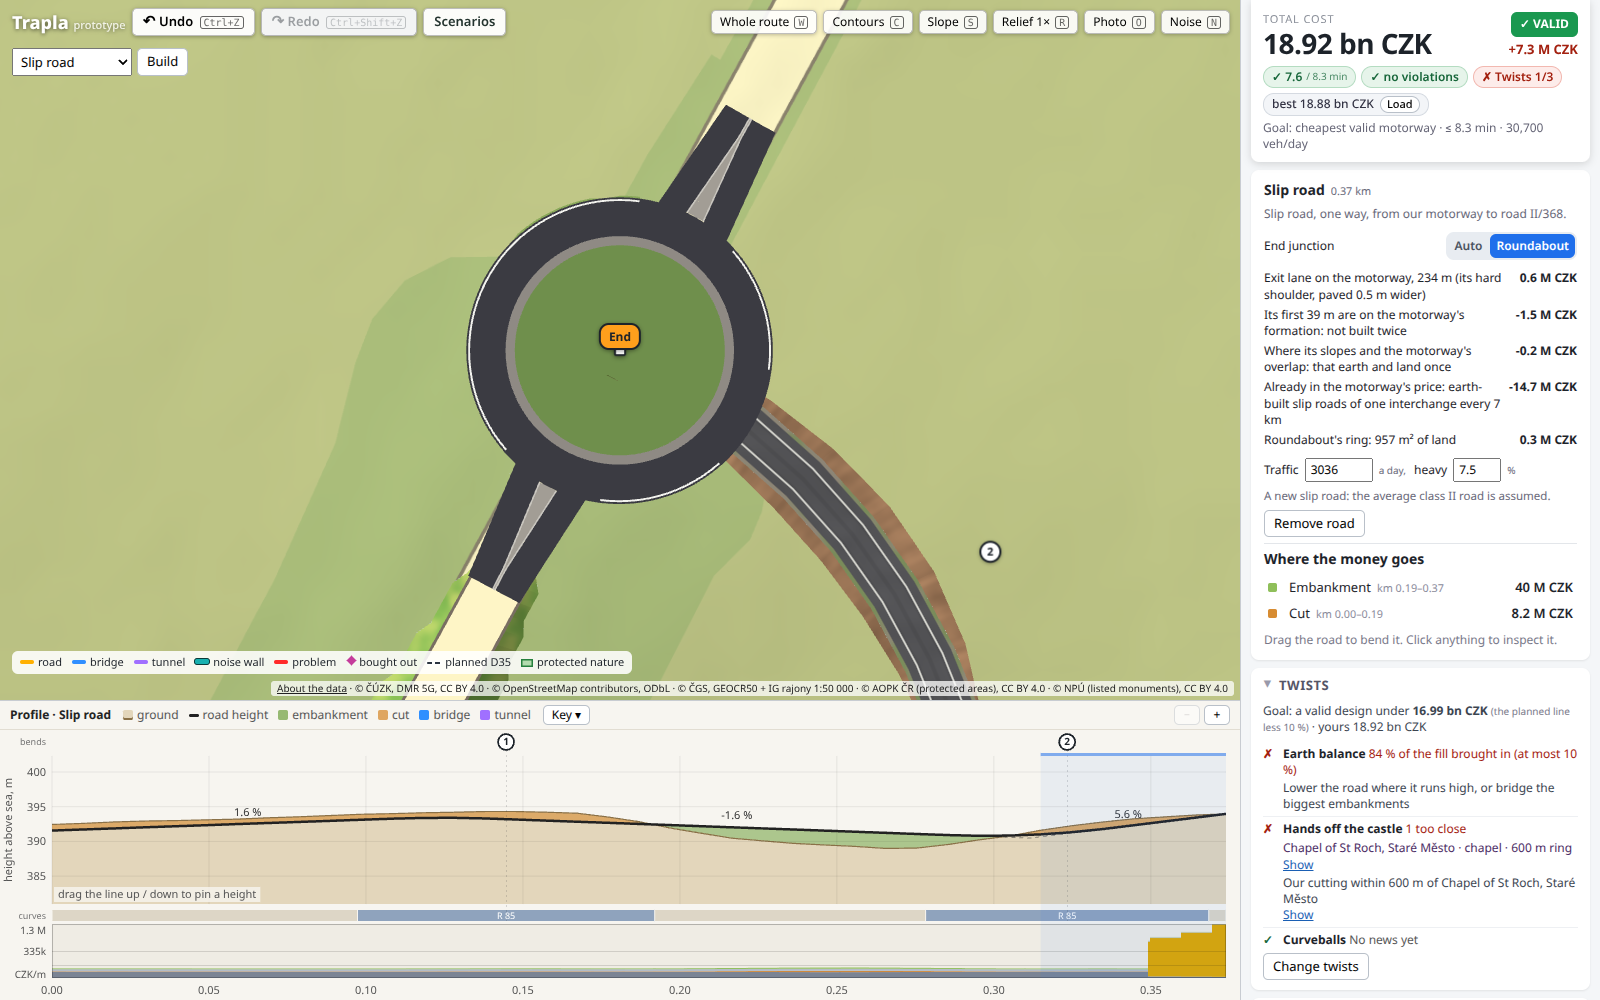 Trapla prototype
↶ Undo Ctrl+Z
↷ Redo Ctrl+Shift+Z
Scenarios
Whole route W
Contours C
Slope S
Relief 1× R
Photo O
Noise N
Slip road
Build
End
2
road
bridge
tunnel
noise wall
problem
bought out
planned D35
protected nature
About the data · © ČÚZK, DMR 5G, CC BY 4.0 · © OpenStreetMap contributors, ODbL · © ČGS, GEOCR50 + IG rajony 1:50 000 · © AOPK ČR (protected areas), CC BY 4.0 · © NPÚ (listed monuments), CC BY 4.0
Profile · Slip road
ground
road height
embankment
cut
bridge
tunnel
Key ▾
−
+
bends
1
2
height above sea, m
400
395
390
385
1.6 %
-1.6 %
5.6 %
drag the line up / down to pin a height
curves
R 85
R 85
1.3 M
335k
CZK/m
0.00
0.05
0.10
0.15
0.20
0.25
0.30
0.35
TOTAL COST
✓ VALID
18.92 bn CZK
+7.3 M CZK
✓ 7.6 / 8.3 min
✓ no violations
✗ Twists 1/3
best 18.88 bn CZK Load
Goal: cheapest valid motorway · ≤ 8.3 min · 30,700
veh/day
Slip road 0.37 km
Slip road, one way, from our motorway to road II/368.
End junction
Auto
Roundabout
Exit lane on the motorway, 234 m (its hard 0.6 M CZK
shoulder, paved 0.5 m wider)
Its first 39 m are on the motorway's -1.5 M CZK
formation: not built twice
Where its slopes and the motorway's -0.2 M CZK
overlap: that earth and land once
Already in the motorway's price: earth- -14.7 M CZK
built slip roads of one interchange every 7
km
Roundabout's ring: 957 m² of land 0.3 M CZK
Traffic 3036 a day, heavy 7.5 %
A new slip road: the average class II road is assumed.
Remove road
Where the money goes
Embankment km 0.19–0.37 40 M CZK
Cut km 0.00–0.19 8.2 M CZK
Drag the road to bend it. Click anything to inspect it.
▼ TWISTS
Goal: a valid design under 16.99 bn CZK (the planned line
less 10 %) · yours 18.92 bn CZK
✗ Earth balance 84 % of the fill brought in (at most 10
%)
Lower the road where it runs high, or bridge the
biggest embankments
✗ Hands off the castle 1 too close
Chapel of St Roch, Staré Město · chapel · 600 m ring
Show
Our cutting within 600 m of Chapel of St Roch, Staré
Město
Show
✓ Curveballs No news yet
Change twists